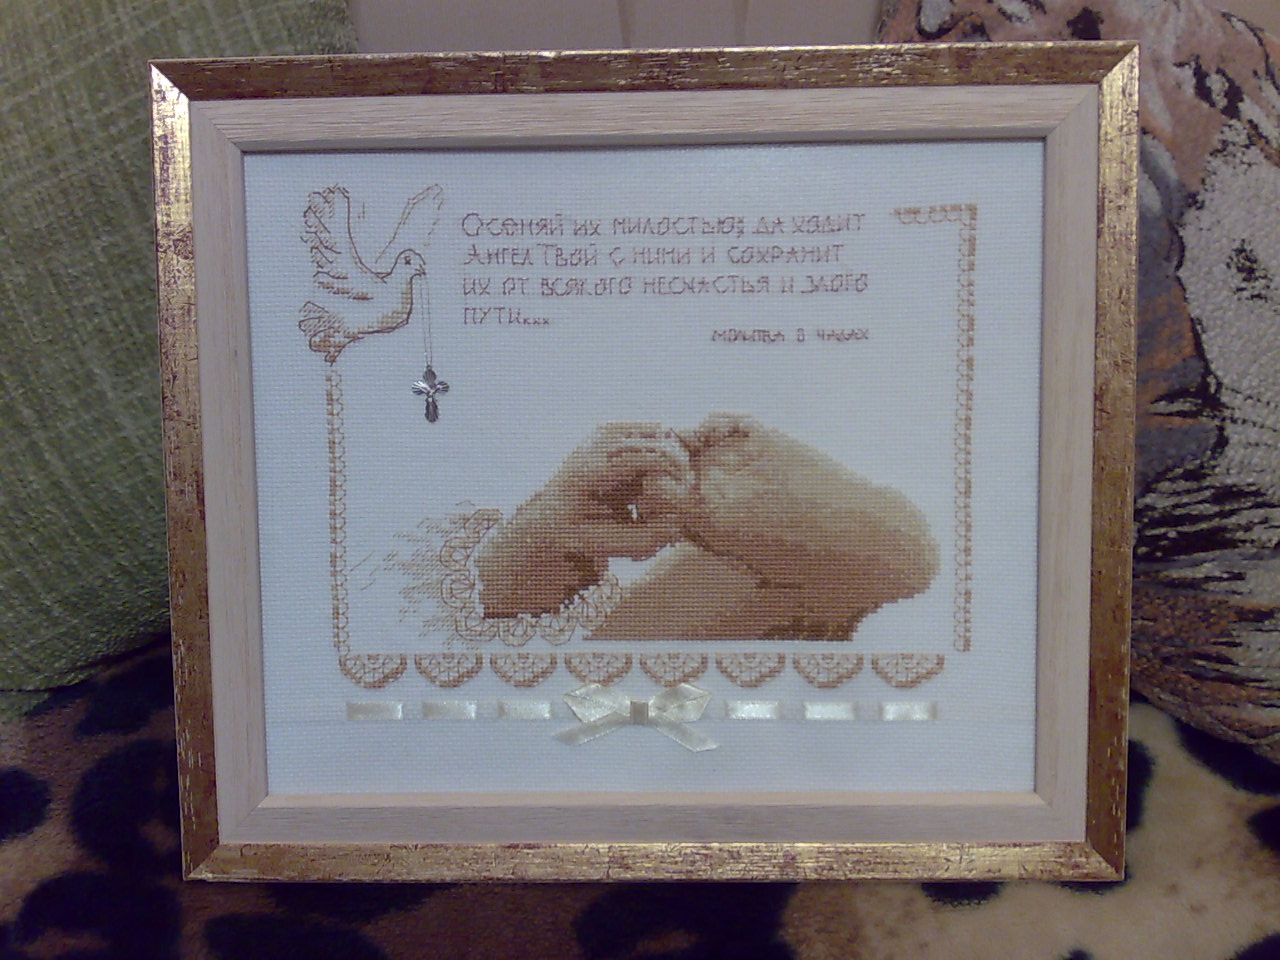 Осеняй их милостью; да ходит
Ангел Твой с ними и сохранит
их от всякого несчастья и злого
пути...
Молитва о чадах